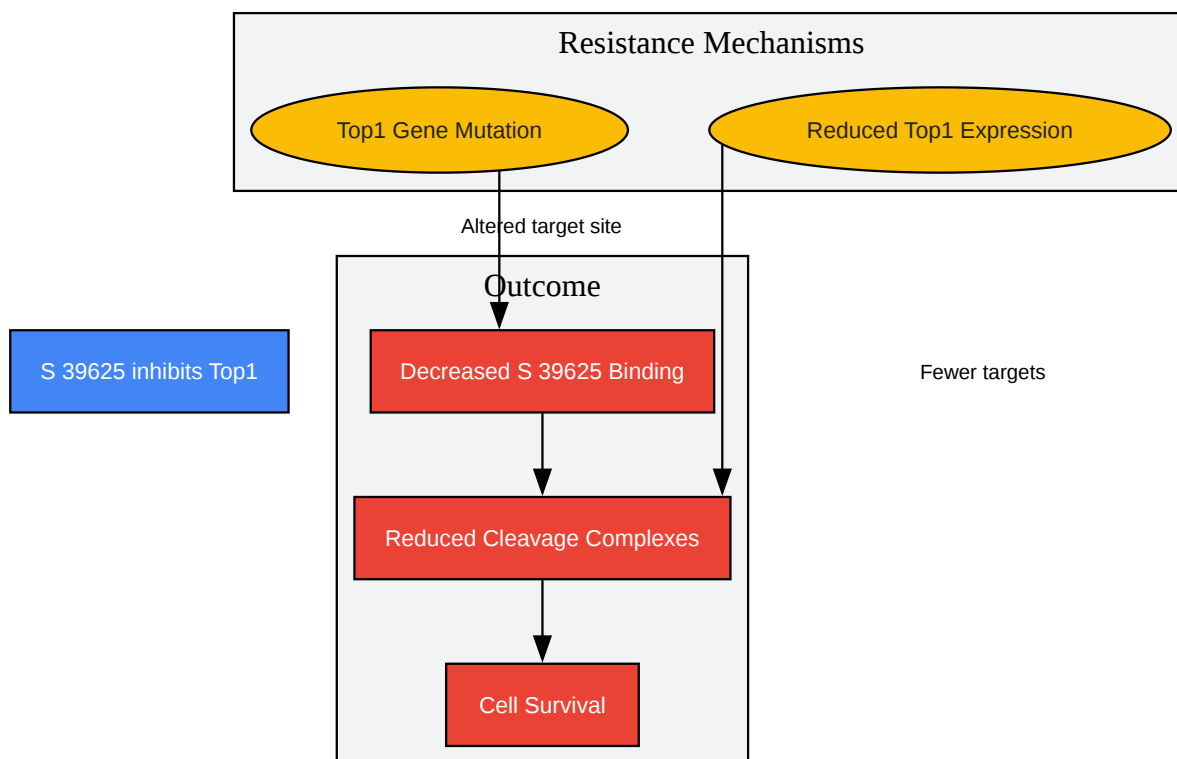 Resistance Mechanisms
Top1 Gene Mutation
Reduced Top1 Expression
Altered target site
Outcome
S 39625 inhibits Top1
Decreased S 39625 Binding
Fewer targets
Reduced Cleavage Complexes
Cell Survival